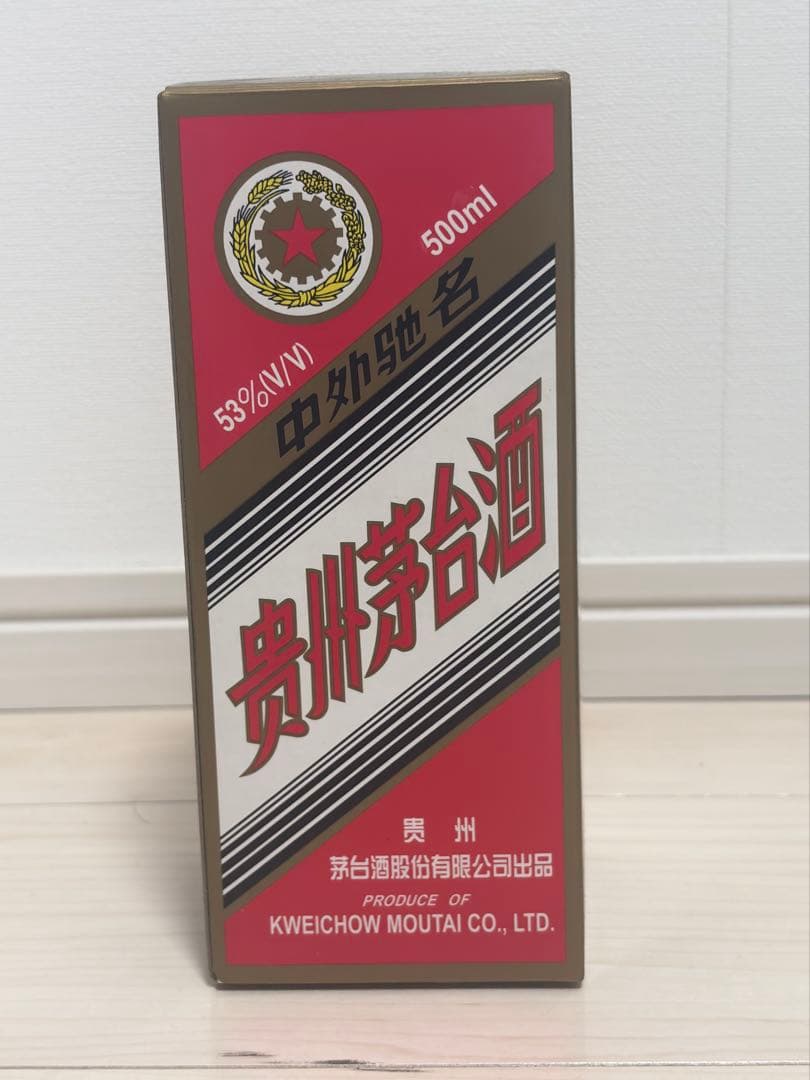 500ml
53%(V/V)
中外驰名
贵州茅台酒
贵州
茅台酒股份有限公司出品
PRODUCE OF
KWEICHOW MOUTAI CO., LTD.